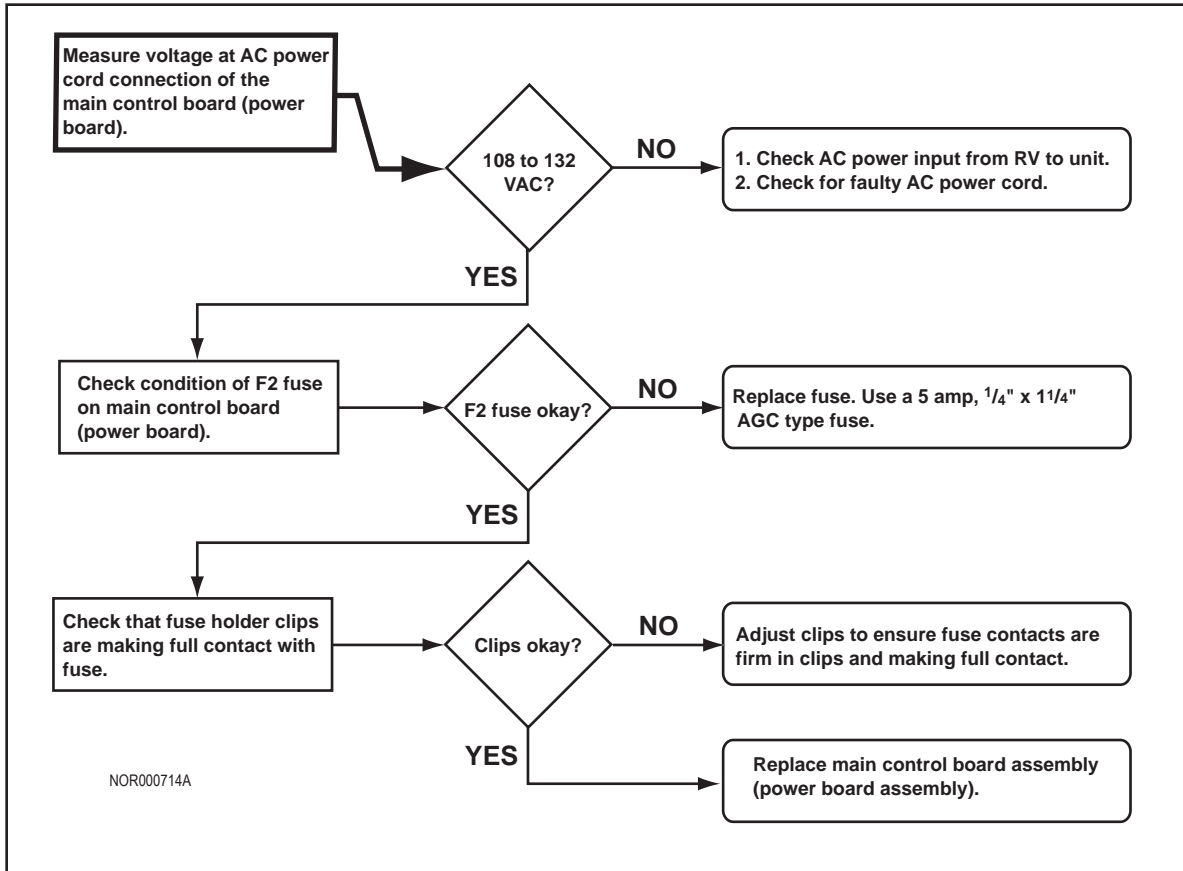 Measure voltage at AC power
cord connection of the
main control board (power
board).
108 to 132
VAC?
NO
1. Check AC power input from RV to unit.
2. Check for faulty AC power cord.
YES
Check condition of F2 fuse
on main control board
(power board).
F2 fuse okay?
NO
Replace fuse. Use a 5 amp, 1/4" x 11/4"
AGC type fuse.
YES
Check that fuse holder clips
are making full contact with
fuse.
Clips okay?
NO
Adjust clips to ensure fuse contacts are
firm in clips and making full contact.
YES
Replace main control board assembly
(power board assembly).
NOR000714A